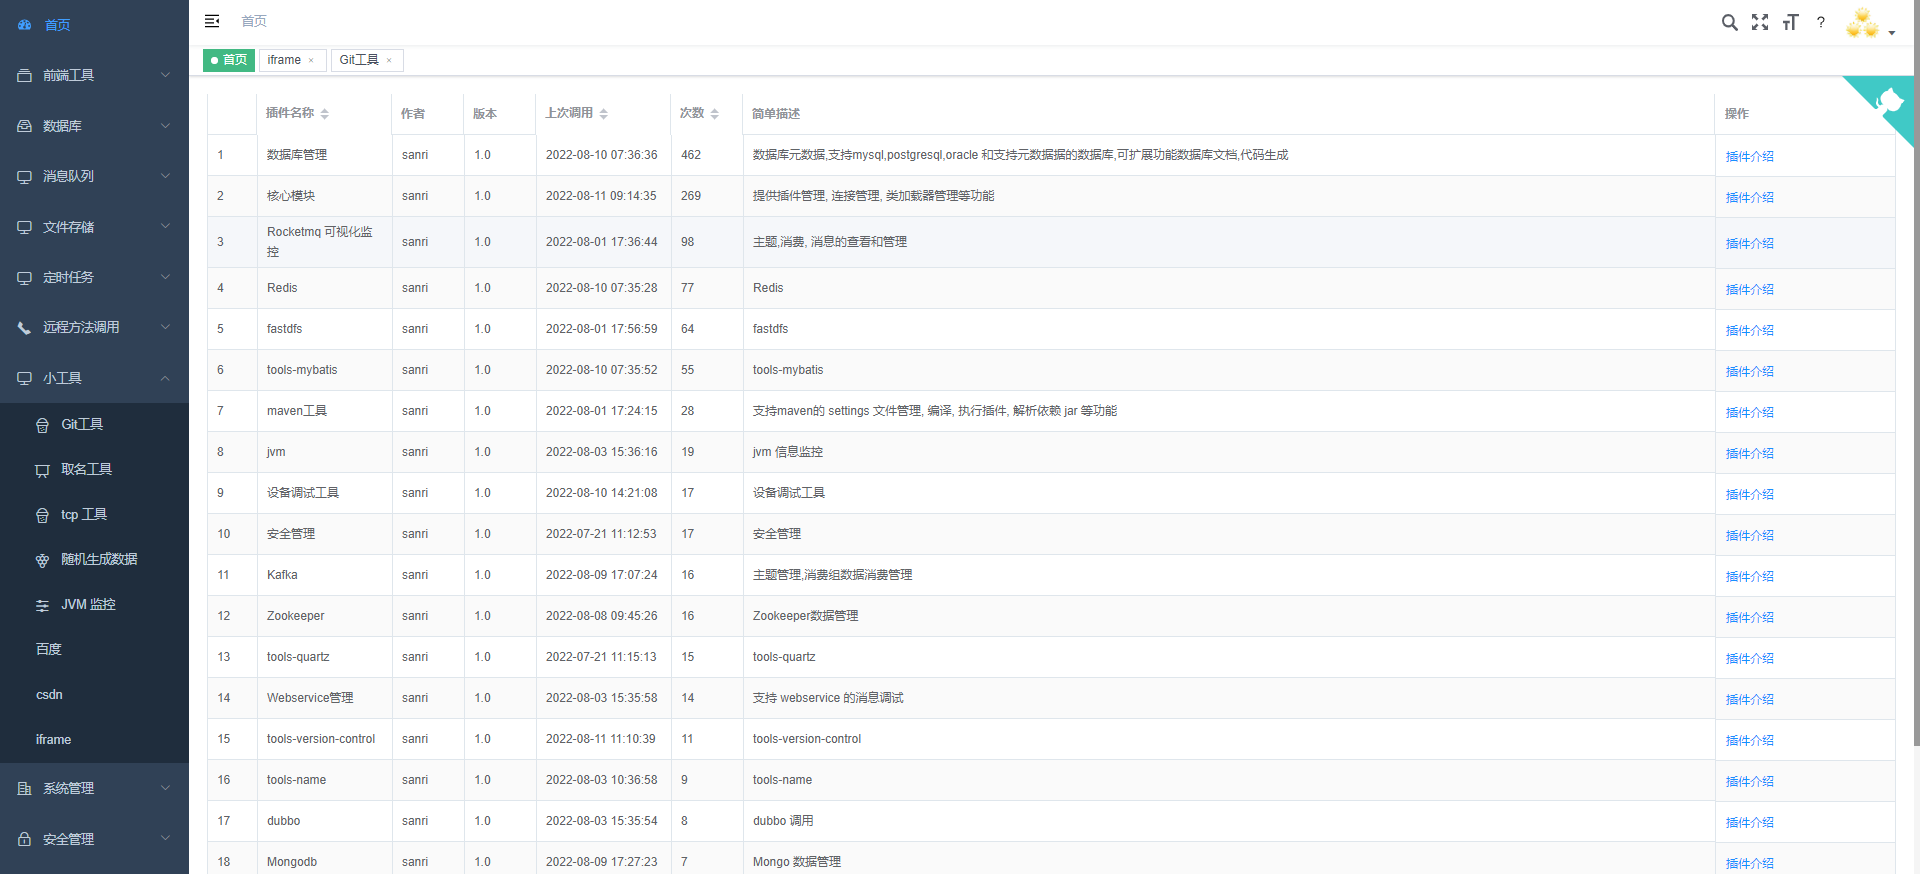 首页
前端工具
数据库
消息队列
文件存储
定时任务
远程方法调用
小工具
Git工具
取名工具
tcp 工具
随机生成数据
JVM 监控
百度
csdn
iframe
系统管理
安全管理
首页
?
首页 iframe × Git工具 ×
插件名称 作者 版本 上次调用 次数 简单描述 操作
1 数据库管理 sanri 1.0 2022-08-10 07:36:36 462 数据库元数据,支持mysql,postgresql,oracle 和支持元数据据的数据库,可扩展功能数据库文档,代码生成 插件介绍
2 核心模块 sanri 1.0 2022-08-11 09:14:35 269 提供插件管理, 连接管理, 类加载器管理等功能 插件介绍
3 Rocketmq 可视化监控 sanri 1.0 2022-08-01 17:36:44 98 主题,消费, 消息的查看和管理 插件介绍
4 Redis sanri 1.0 2022-08-10 07:35:28 77 Redis 插件介绍
5 fastdfs sanri 1.0 2022-08-01 17:56:59 64 fastdfs 插件介绍
6 tools-mybatis sanri 1.0 2022-08-10 07:35:52 55 tools-mybatis 插件介绍
7 maven工具 sanri 1.0 2022-08-01 17:24:15 28 支持maven的 settings 文件管理, 编译, 执行插件, 解析依赖 jar 等功能 插件介绍
8 jvm sanri 1.0 2022-08-03 15:36:16 19 jvm 信息监控 插件介绍
9 设备调试工具 sanri 1.0 2022-08-10 14:21:08 17 设备调试工具 插件介绍
10 安全管理 sanri 1.0 2022-07-21 11:12:53 17 安全管理 插件介绍
11 Kafka sanri 1.0 2022-08-09 17:07:24 16 主题管理,消费组数据消费管理 插件介绍
12 Zookeeper sanri 1.0 2022-08-08 09:45:26 16 Zookeeper数据管理 插件介绍
13 tools-quartz sanri 1.0 2022-07-21 11:15:13 15 tools-quartz 插件介绍
14 Webservice管理 sanri 1.0 2022-08-03 15:35:58 14 支持 webservice 的消息调试 插件介绍
15 tools-version-control sanri 1.0 2022-08-11 11:10:39 11 tools-version-control 插件介绍
16 tools-name sanri 1.0 2022-08-03 10:36:58 9 tools-name 插件介绍
17 dubbo sanri 1.0 2022-08-03 15:35:54 8 dubbo 调用 插件介绍
18 Mongodb sanri 1.0 2022-08-09 17:27:23 7 Mongo 数据管理 插件介绍